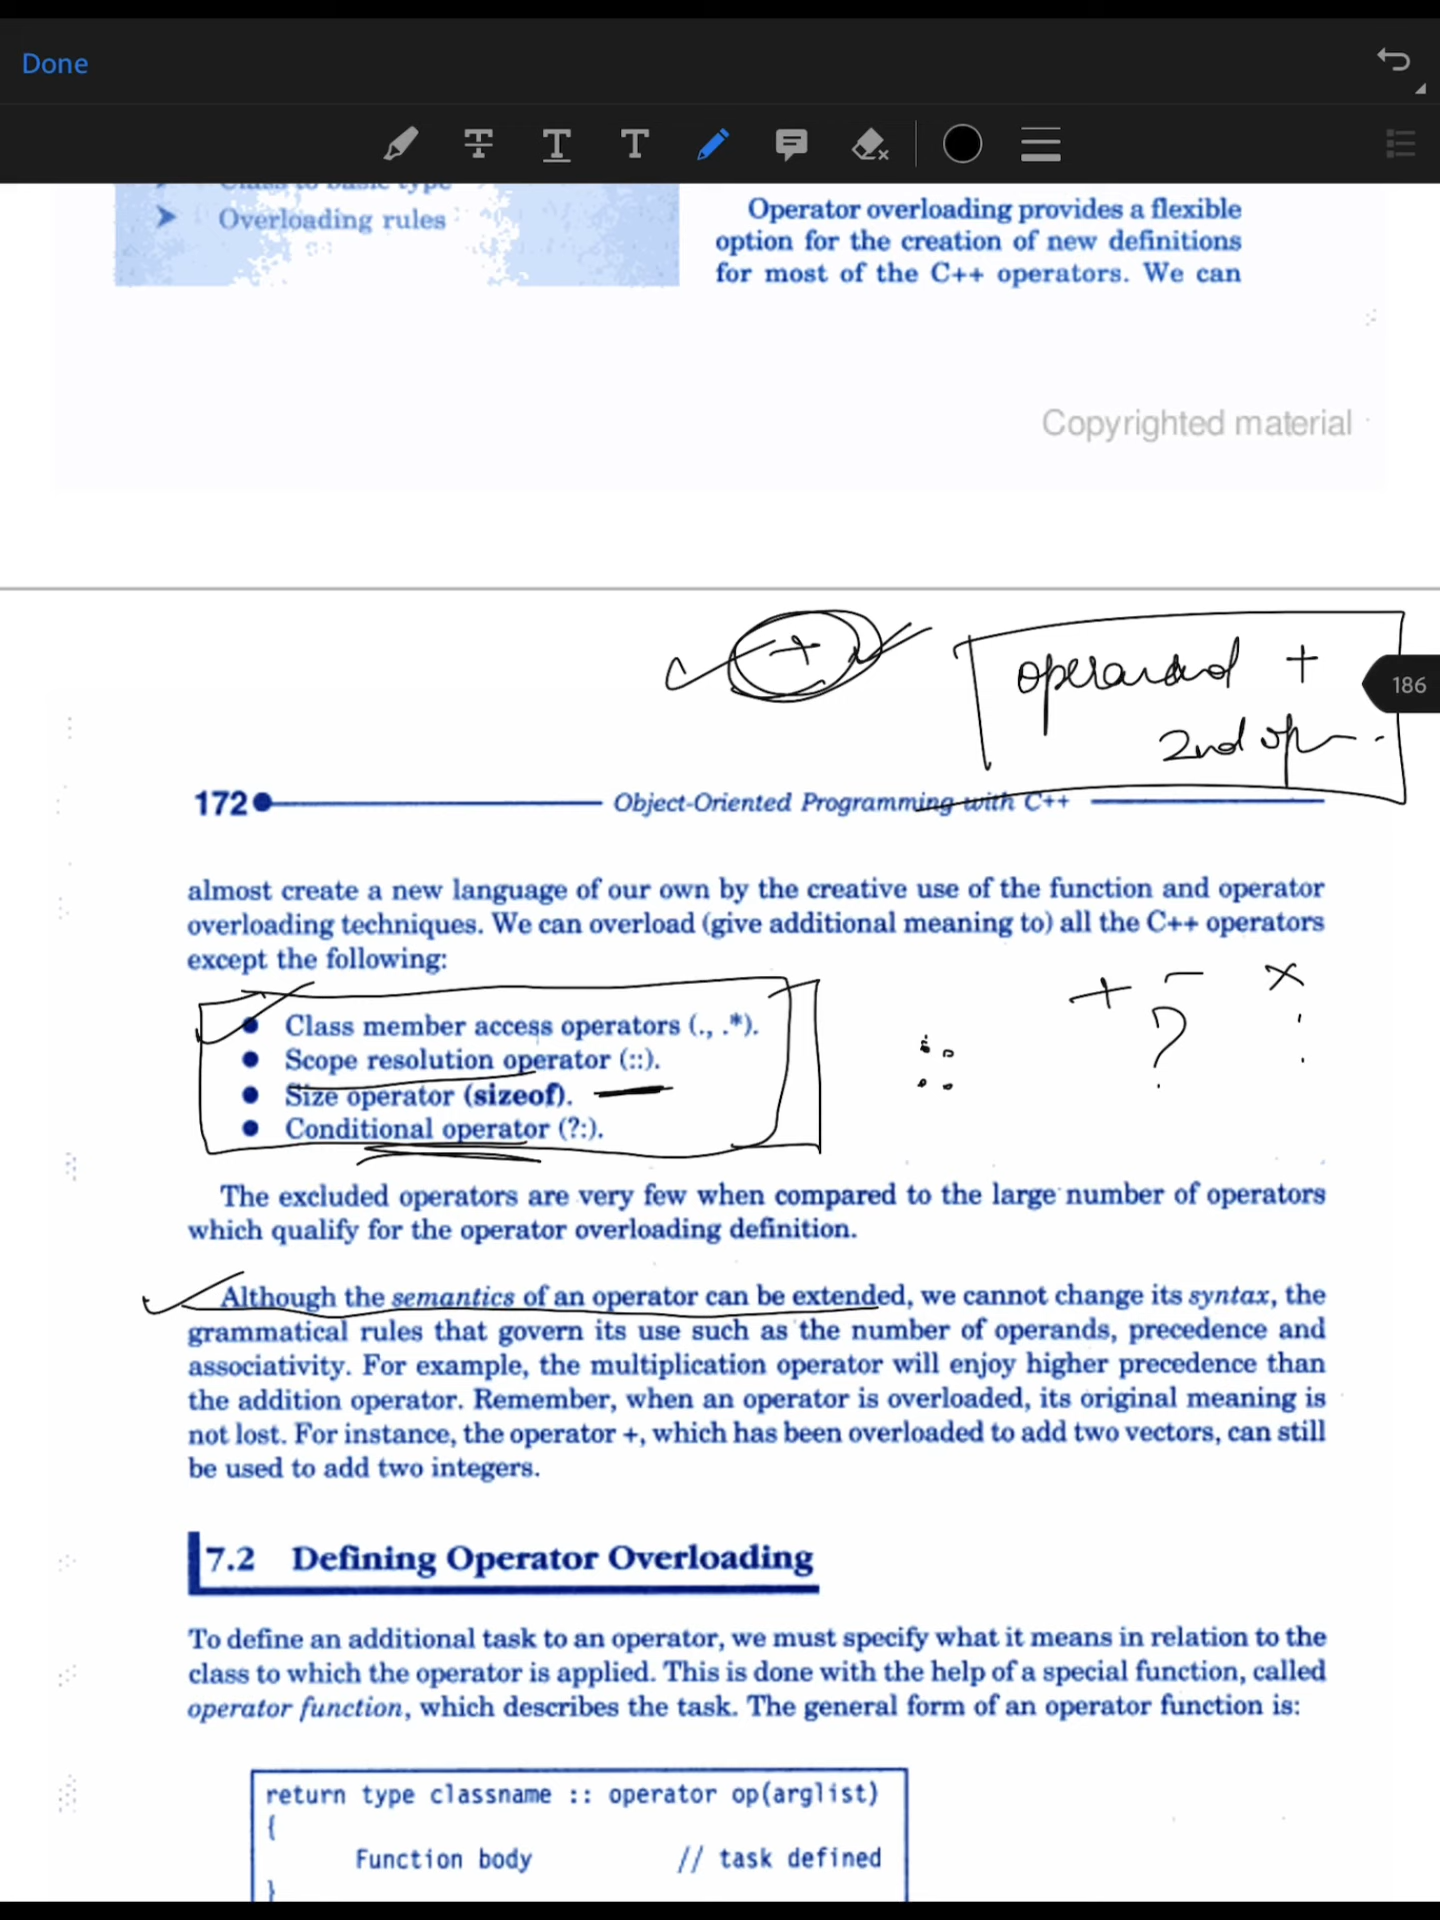 Done
Overloading rules
Operator overloading provides a flexible
option for the creation of new definitions
for most of the C++ operators. We can
Copyrighted material
+
operanded +
2nd op
186
172
Object-Oriented Programming with C++
almost create a new language of our own by the creative use of the function and operator
overloading techniques. We can overload (give additional meaning to) all the C++ operators
except the following:
+ - ×
• Class member access operators (., .*).
• Scope resolution operator (::).
:: ? :
• Size operator (sizeof).
• Conditional operator (?:).
The excluded operators are very few when compared to the large number of operators
which qualify for the operator overloading definition.
Although the semantics of an operator can be extended, we cannot change its syntax, the
grammatical rules that govern its use such as the number of operands, precedence and
associativity. For example, the multiplication operator will enjoy higher precedence than
the addition operator. Remember, when an operator is overloaded, its original meaning is
not lost. For instance, the operator +, which has been overloaded to add two vectors, can still
be used to add two integers.
7.2 Defining Operator Overloading
To define an additional task to an operator, we must specify what it means in relation to the
class to which the operator is applied. This is done with the help of a special function, called
operator function, which describes the task. The general form of an operator function is:
return type classname :: operator op(arglist)
{
Function body // task defined
}